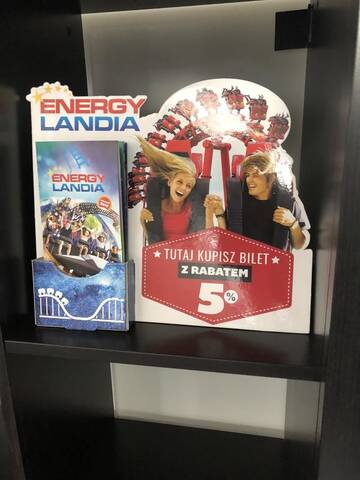 ENERGY
LANDIA
ENERGY
LANDIA
TUTAJ KUPISZ BILET
Z RABATEM
5%